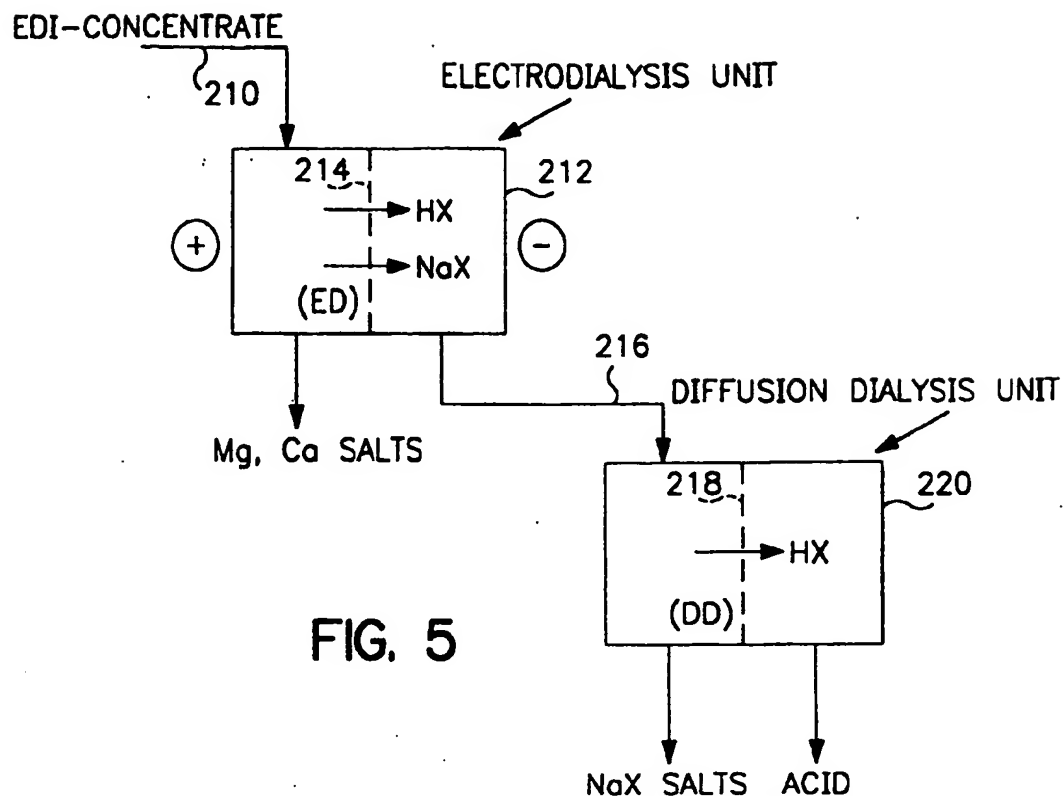 EDI-CONCENTRATE
210
ELECTRODIALYSIS UNIT
214
212
HX
+
-
NaX
(ED)
216
DIFFUSION DIALYSIS UNIT
Mg, Ca SALTS
218
220
HX
(DD)
FIG. 5
NaX SALTS
ACID